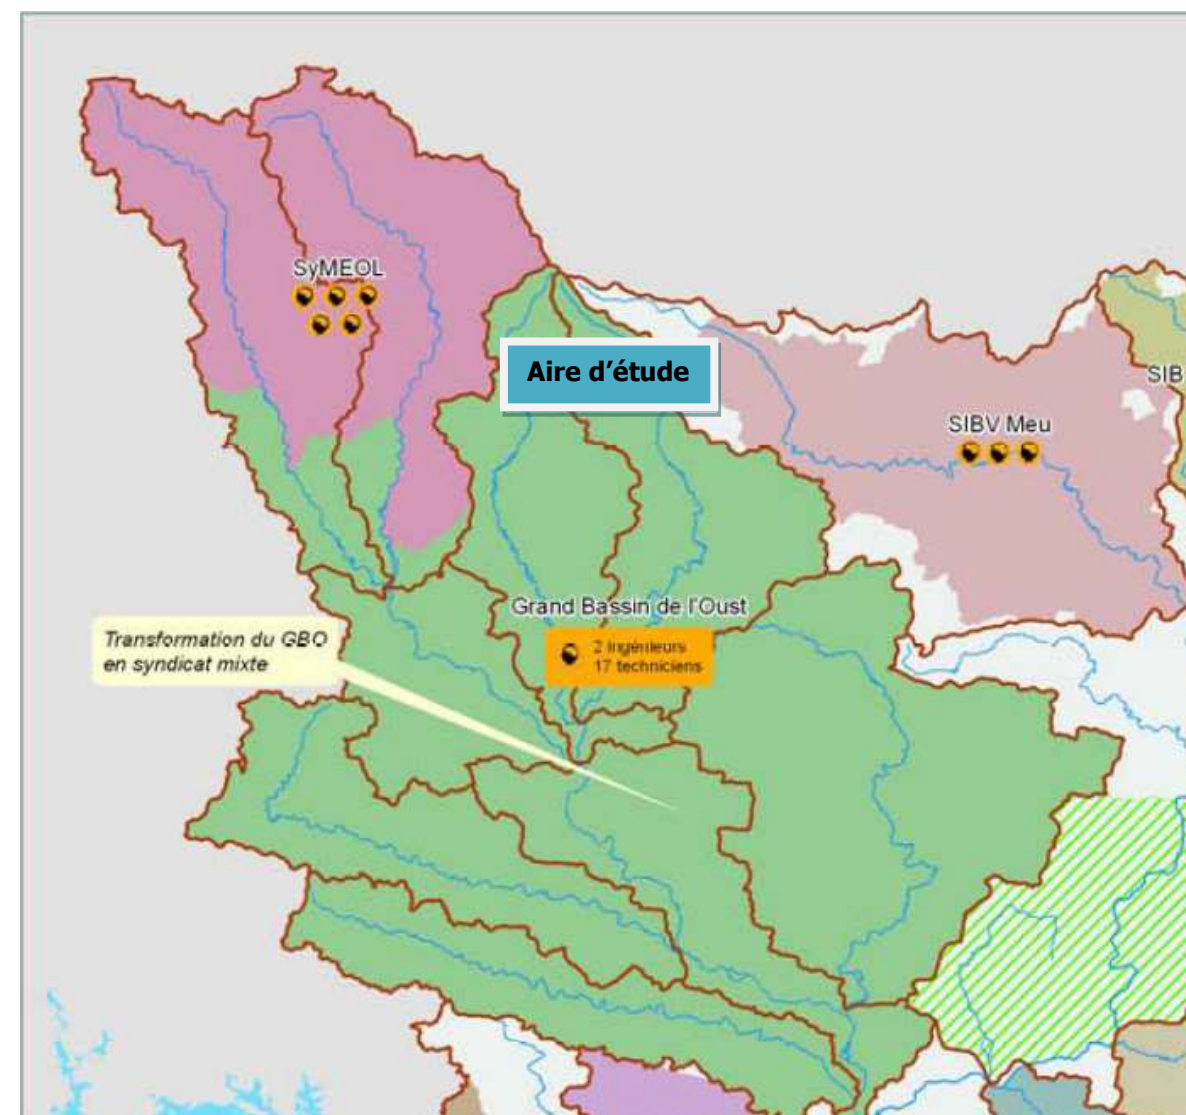 SyMEOL
Aire d’étude
SIB
SIBV Meu
Grand Bassin de l'Oust
2 Ingénieurs
17 techniciens
Transformation du GBO
en syndicat mixte